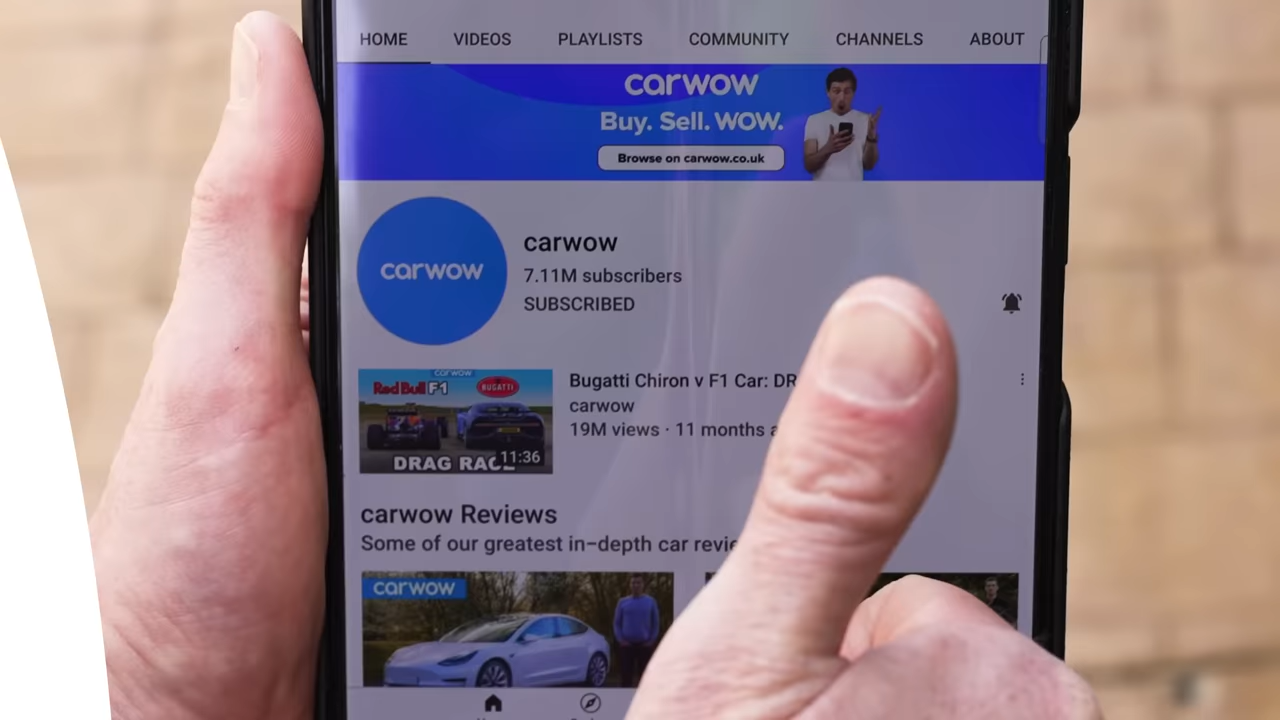 HOME VIDEOS PLAYLISTS COMMUNITY CHANNELS ABOUT
carwow
Buy. Sell. WOW.
Browse on carwow.co.uk
carwow
carwow
7.11M subscribers
SUBSCRIBED
carwow
Red Bull F1
BUGATTI
DRAG RACE
11:36
Bugatti Chiron v F1 Car: DR
carwow
19M views · 11 months a
carwow Reviews
Some of our greatest in-depth car revie
carwow